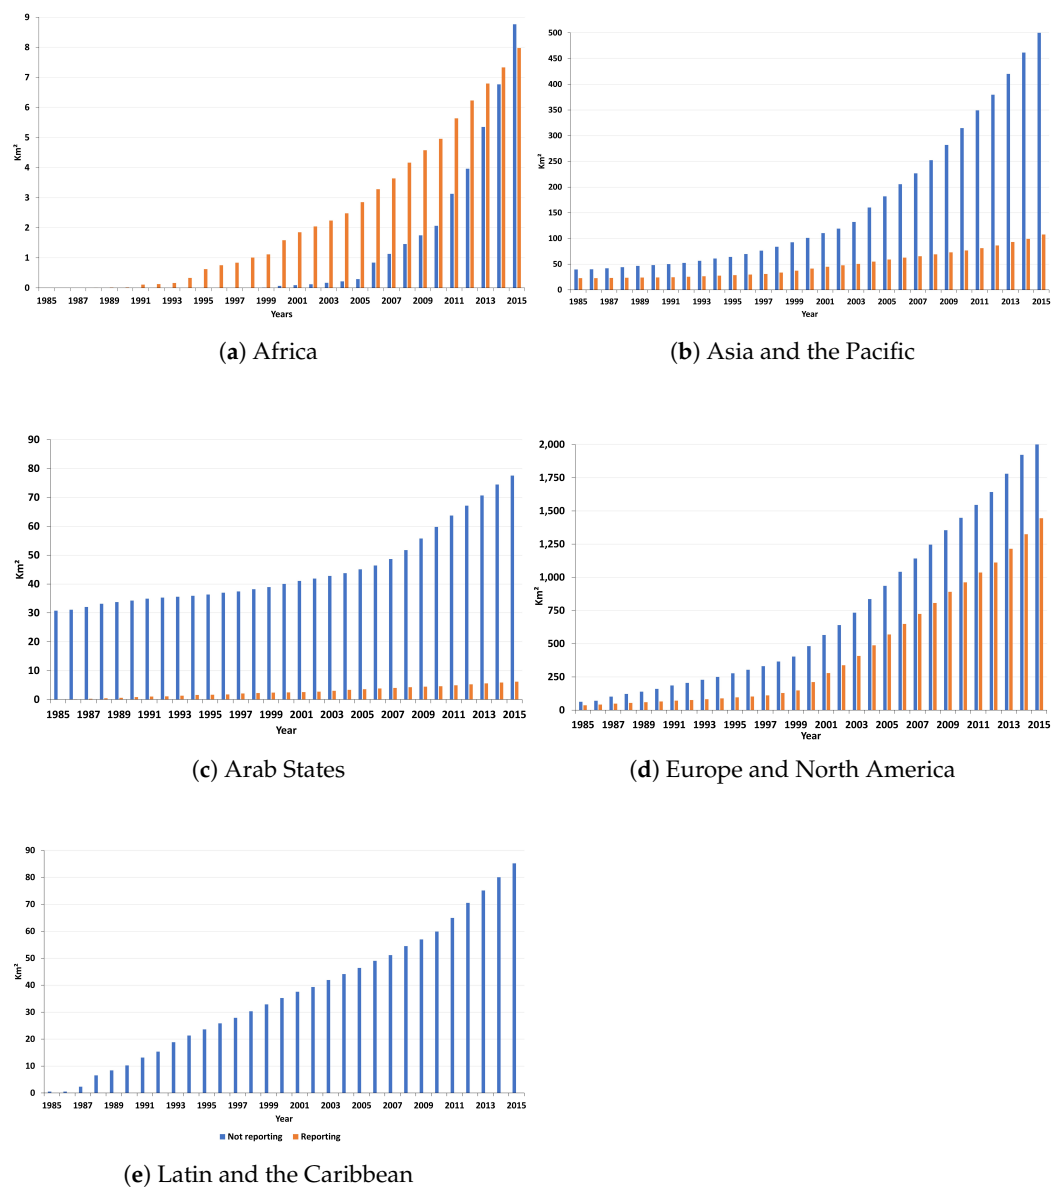 9
8
7
6
5
4
3
2
1
0
Km²
1985 1987 1989 1991 1993 1995 1997 1999 2001 2003 2005 2007 2009 2011 2013 2015
Years
(a) Africa
500
450
400
350
300
250
200
150
100
50
0
Km²
1985 1987 1989 1991 1993 1995 1997 1999 2001 2003 2005 2007 2009 2011 2013 2015
Year
(b) Asia and the Pacific
90
80
70
60
50
40
30
20
10
0
Km²
1985 1987 1989 1991 1993 1995 1997 1999 2001 2003 2005 2007 2009 2011 2013 2015
Year
(c) Arab States
2,000
1,750
1,500
1,250
1,000
750
500
250
0
Km²
1985 1987 1989 1991 1993 1995 1997 1999 2001 2003 2005 2007 2009 2011 2013 2015
Year
(d) Europe and North America
90
80
70
60
50
40
30
20
10
0
Km²
1985 1987 1989 1991 1993 1995 1997 1999 2001 2003 2005 2007 2009 2011 2013 2015
Year
Not reporting Reporting
(e) Latin and the Caribbean